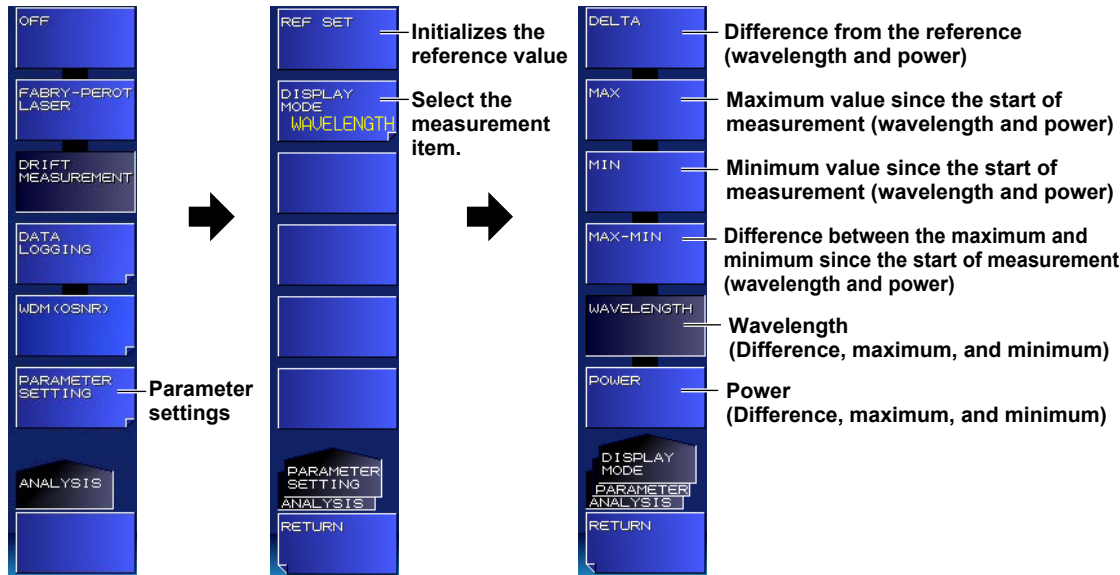 OFF
FABRY-PEROT
LASER
DRIFT
MEASUREMENT
DATA
LOGGING
WDM(OSNR)
PARAMETER
SETTING
Parameter
settings
ANALYSIS
REF SET
Initializes the
reference value
DISPLAY
MODE
WAVELENGTH
Select the
measurement
item.
PARAMETER
SETTING
ANALYSIS
RETURN
DELTA
Difference from the reference
(wavelength and power)
MAX
Maximum value since the start of
measurement (wavelength and power)
MIN
Minimum value since the start of
measurement (wavelength and power)
MAX-MIN
Difference between the maximum and
minimum since the start of measurement
(wavelength and power)
WAVELENGTH
Wavelength
(Difference, maximum, and minimum)
POWER
Power
(Difference, maximum, and minimum)
DISPLAY
MODE
PARAMETER
ANALYSIS
RETURN